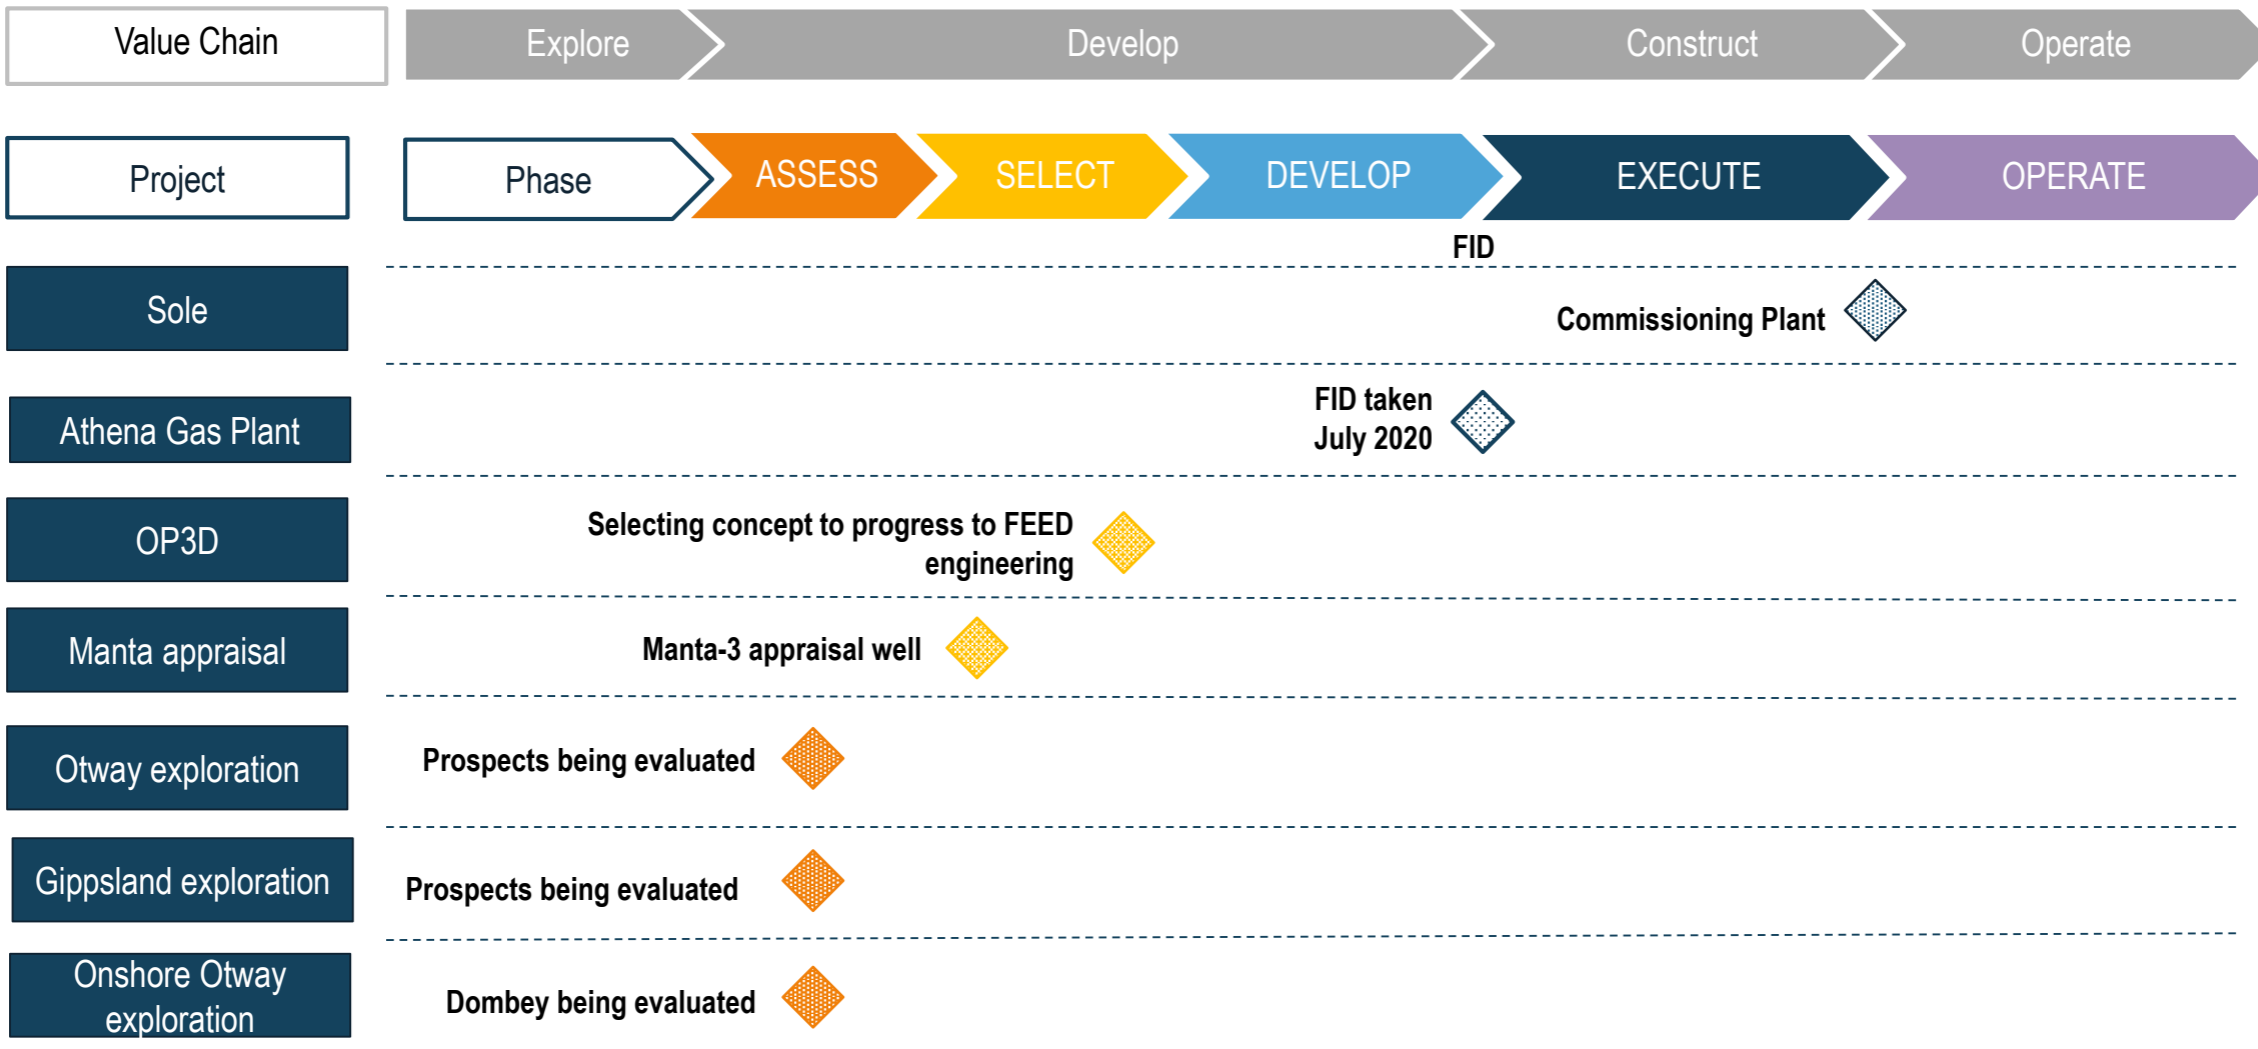 Value Chain
Explore
Develop
Construct
Operate
Project
Phase
ASSESS
SELECT
DEVELOP
EXECUTE
OPERATE
FID
Sole
Commissioning Plant
Athena Gas Plant
FID taken
July 2020
OP3D
Selecting concept to progress to FEED
engineering
Manta appraisal
Manta-3 appraisal well
Otway exploration
Prospects being evaluated
Gippsland exploration
Prospects being evaluated
Onshore Otway
exploration
Dombey being evaluated